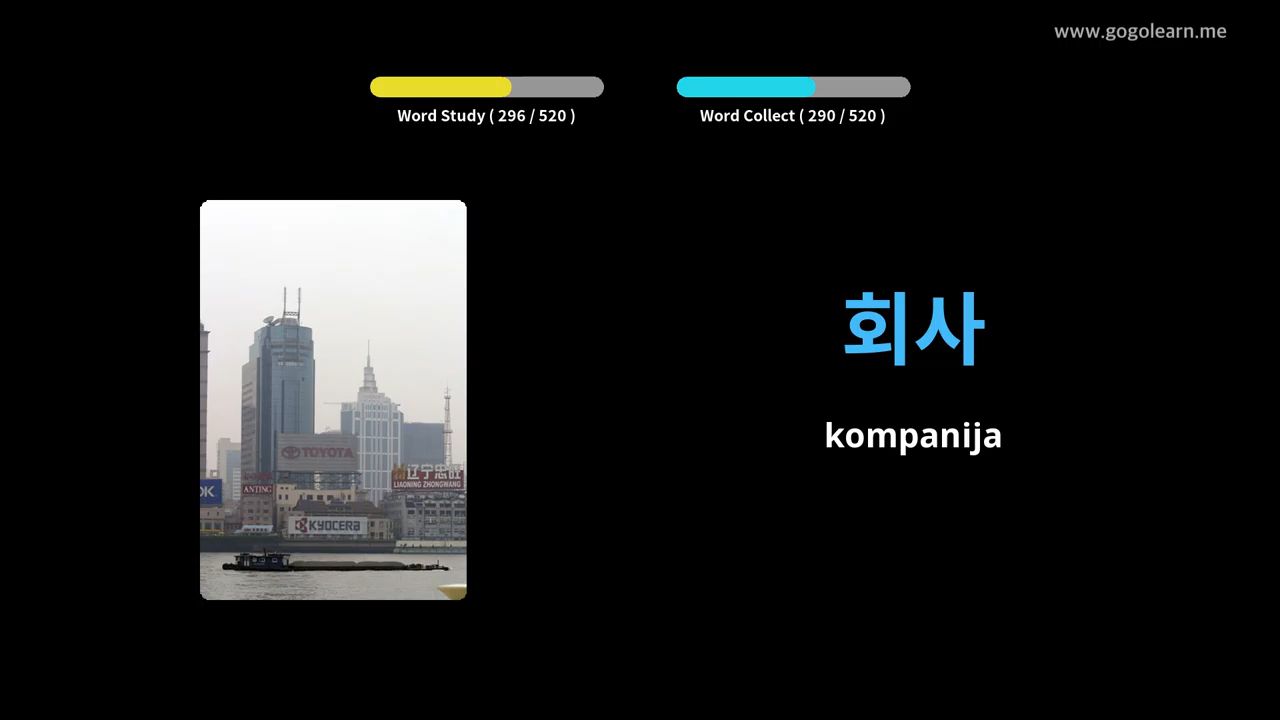 www.gogolearn.me
Word Study ( 296 / 520 )
Word Collect ( 290 / 520 )
회사
kompanija
TOYOTA
辽宁忠旺
LIAONING ZHONGWANG
OK
ANTING
KYOCERA